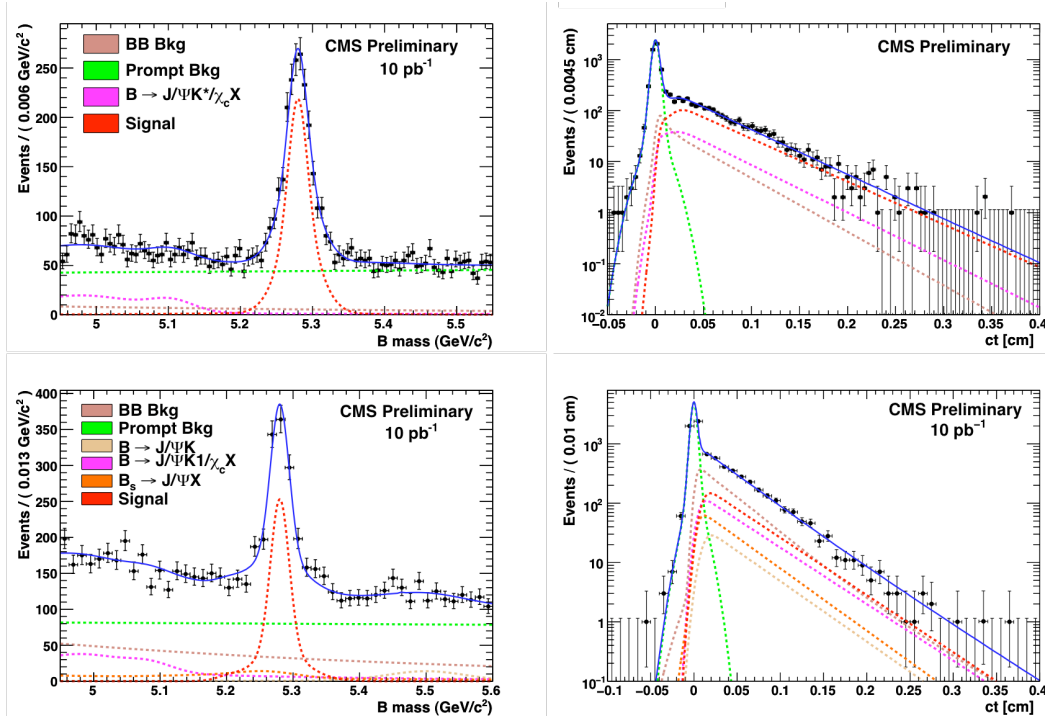 Events / ( 0.006 GeV/c² )
250
200
150
100
50
0
BB Bkg
Prompt Bkg
B → J/ΨK*/χcX
Signal
CMS Preliminary
10 pb⁻¹
5 5.1 5.2 5.3 5.4 5.5
B mass (GeV/c²)
Events / ( 0.0045 cm)
10³
10²
10
1
10⁻¹
10⁻²
CMS Preliminary
10 pb⁻¹
−0.05 0 0.05 0.1 0.15 0.2 0.25 0.3 0.35 0.4
ct [cm]
Events / ( 0.013 GeV/c² )
400
350
300
250
200
150
100
50
0
BB Bkg
Prompt Bkg
B → J/ΨK
B → J/ΨK1/χcX
Bs → J/ΨX
Signal
CMS Preliminary
10 pb⁻¹
5 5.1 5.2 5.3 5.4 5.5 5.6
B mass (GeV/c²)
Events / ( 0.01 cm)
10³
10²
10
1
10⁻¹
CMS Preliminary
10 pb⁻¹
−0.1 −0.05 0 0.05 0.1 0.15 0.2 0.25 0.3 0.35 0.4
ct [cm]